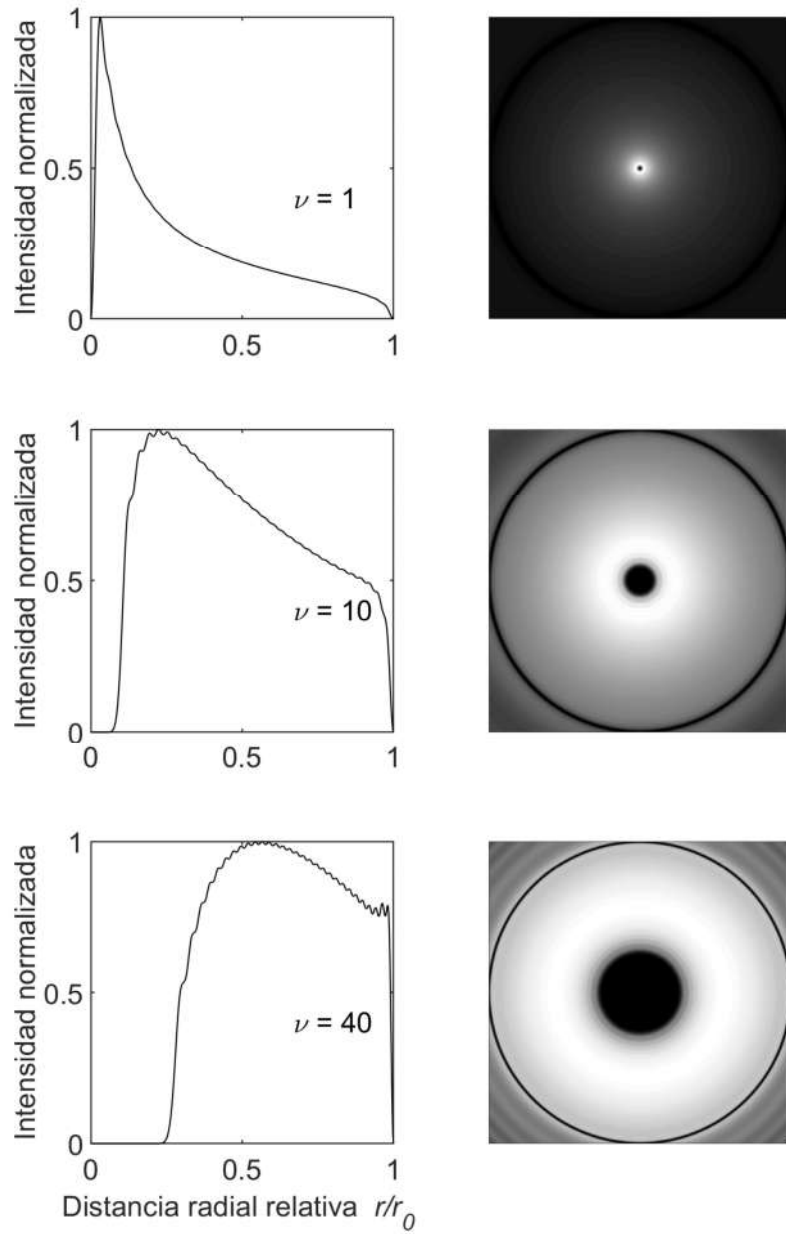 Intensidad normalizada
1
0.5
0
ν = 1
0
0.5
1
Intensidad normalizada
1
0.5
0
ν = 10
0
0.5
1
Intensidad normalizada
1
0.5
0
ν = 40
0
0.5
1
Distancia radial relativa r/r0